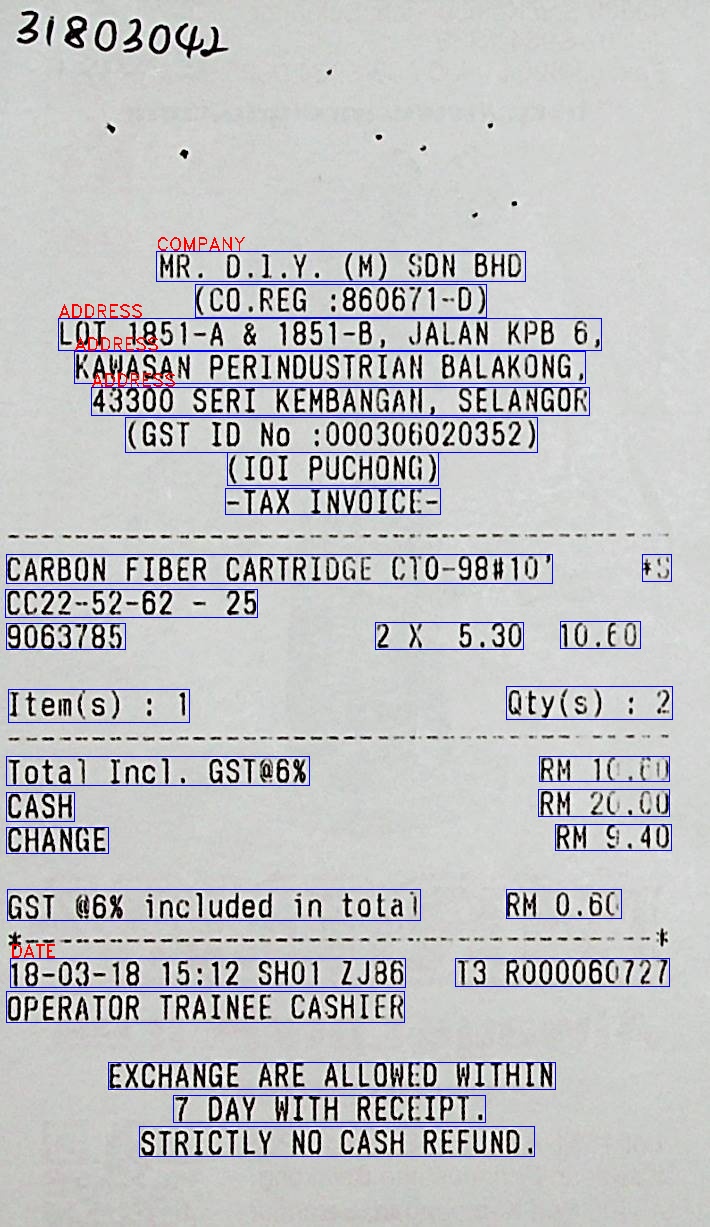 31803042
COMPANY
MR. D.I.Y. (M) SDN BHD
(CO.REG :860671-D)
ADDRESS
LOT 1851-A & 1851-B, JALAN KPB 6,
ADDRESS
KAWASAN PERINDUSTRIAN BALAKONG,
ADDRESS
43300 SERI KEMBANGAN, SELANGOR
(GST ID No :000306020352)
(IOI PUCHONG)
-TAX INVOICE-
CARBON FIBER CARTRIDGE CTO-98#10' *S
CC22-52-62 - 25
9063785 2 X 5.30 10.60
Item(s) : 1 Qty(s) : 2
Total Incl. GST@6% RM 10.60
CASH RM 20.00
CHANGE RM 9.40
GST @6% included in total RM 0.60
DATE
18-03-18 15:12 SH01 ZJ86 T3 R000060727
OPERATOR TRAINEE CASHIER
EXCHANGE ARE ALLOWED WITHIN
7 DAY WITH RECEIPT.
STRICTLY NO CASH REFUND.